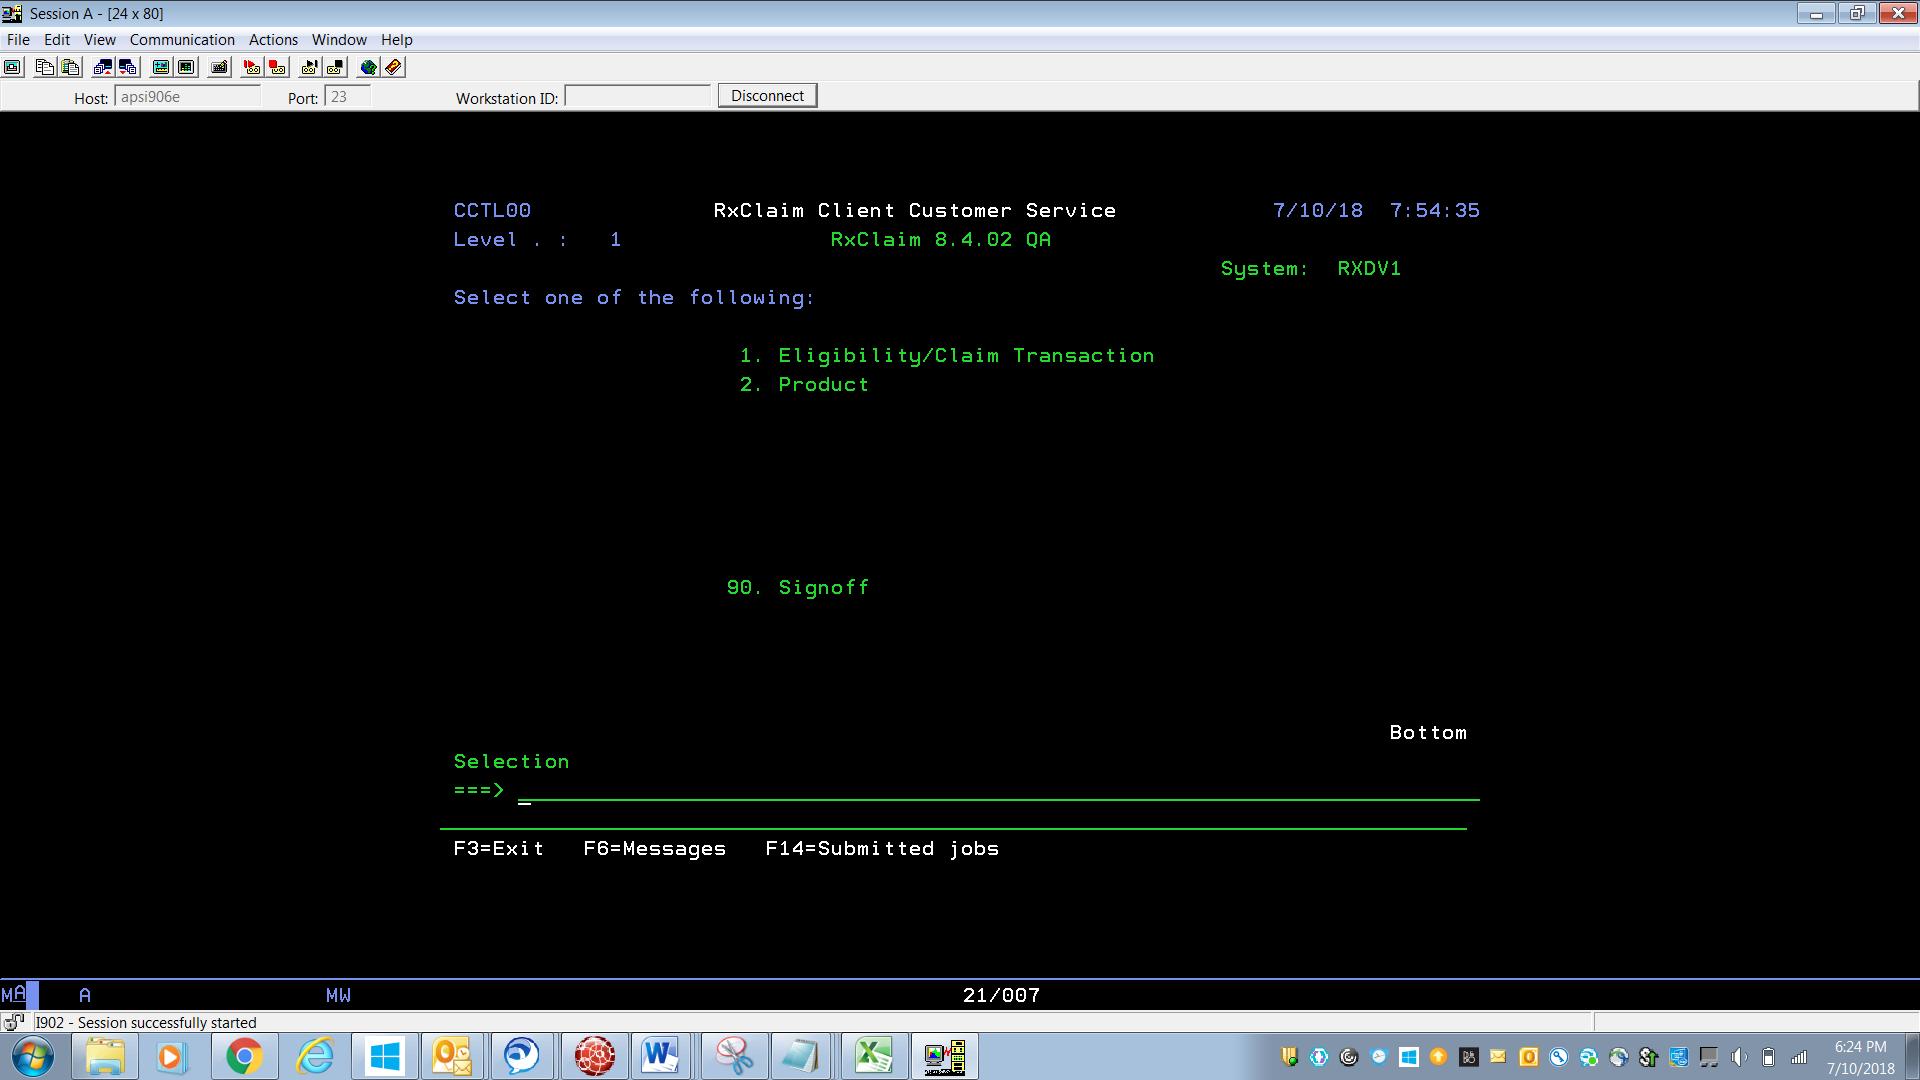 Session A - [24 x 80]
File Edit View Communication Actions Window Help
Host: apsi906e Port: 23 Workstation ID: Disconnect
CCTL00 RxClaim Client Customer Service 7/10/18 7:54:35
Level . : 1 RxClaim 8.4.02 QA
System: RXDV1
Select one of the following:
1. Eligibility/Claim Transaction
2. Product
90. Signoff
Bottom
Selection
===>
F3=Exit F6=Messages F14=Submitted jobs
MA A MW 21/007
I902 - Session successfully started
6:24 PM
7/10/2018